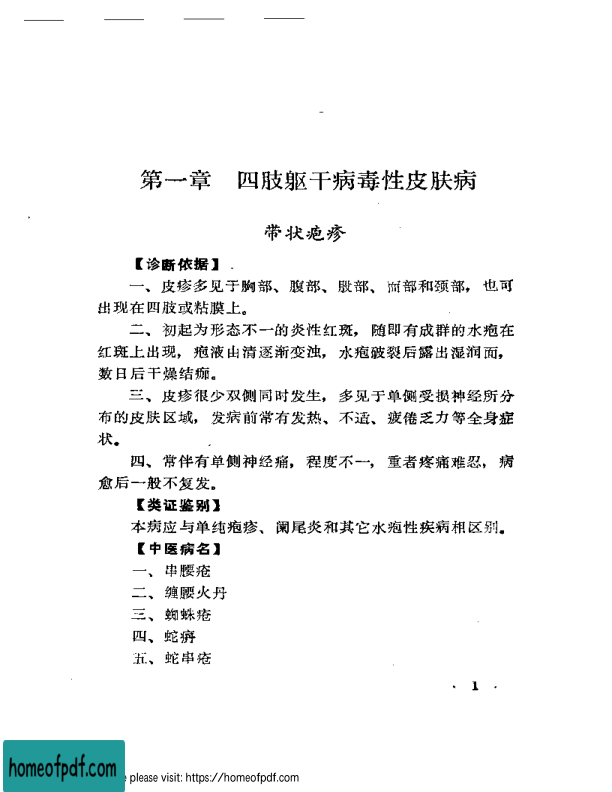 第一章 四肢躯干病毒性皮肤病
带状疱疹
【诊断依据】
一、皮疹多见于胸部、腹部、股部、面部和颈部，也可
出现在四肢或粘膜上。
二、初起为形态不一的炎性红斑，随即有成群的水疱在
红斑上出现，疱液由清逐渐变浊，水疱破裂后露出湿润面，
数日后干燥结痂。
三、皮疹很少双侧同时发生，多见于单侧受损神经所分
布的皮肤区域，发病前常有发热、不适、疲倦乏力等全身症
状。
四、常伴有单侧神经痛，程度不一，重者疼痛难忍，病
愈后一般不复发。
【类证鉴别】
本病应与单纯疱疹、阑尾炎和其它水疱性疾病相区别。
【中医病名】
一、串腰疮
二、缠腰火丹
三、蜘蛛疮
四、蛇痨
五、蛇串疮
· 1 ·
homeofpdf.com
e please visit: https://homeofpdf.com